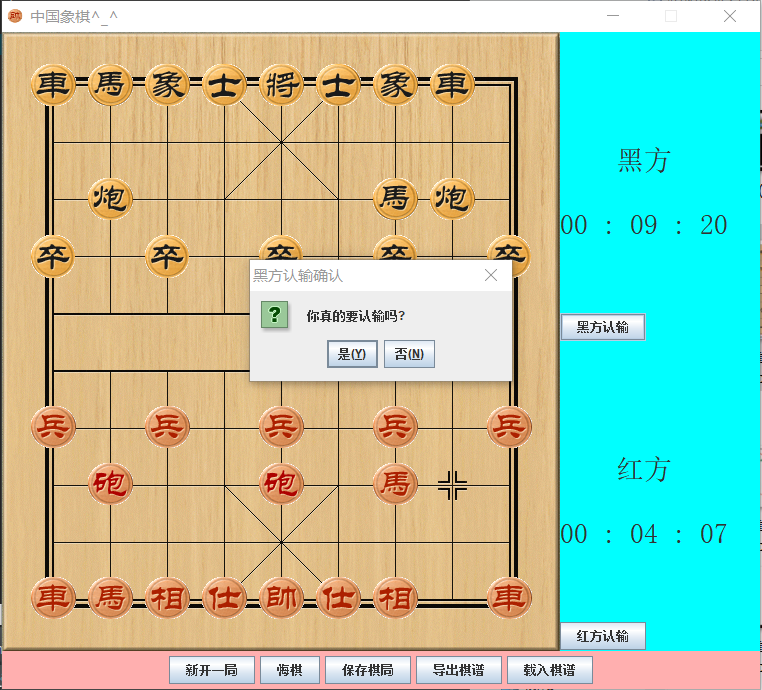 中国象棋^_^
車 馬 象 士 將 士 象 車
黑方
炮 馬 炮
00 : 09 : 20
卒 卒 卒 卒 卒
黑方认输确认
?
你真的要认输吗?
黑方认输
是(Y) 否(N)
兵 兵 兵 兵 兵
红方
砲 砲 馬
00 : 04 : 07
車 馬 相 仕 帥 仕 相 車
红方认输
新开一局 悔棋 保存棋局 导出棋谱 载入棋谱